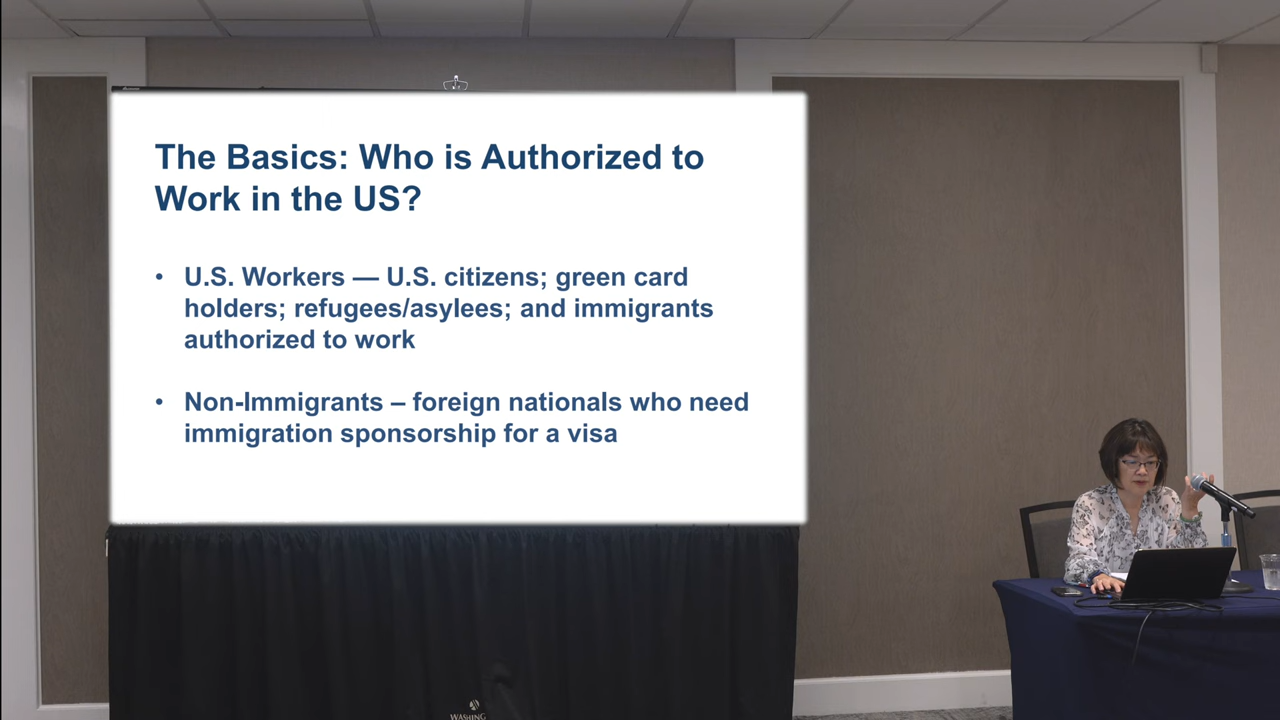 The Basics: Who is Authorized to
Work in the US?
• U.S. Workers — U.S. citizens; green card
holders; refugees/asylees; and immigrants
authorized to work
• Non-Immigrants – foreign nationals who need
immigration sponsorship for a visa
WASHING